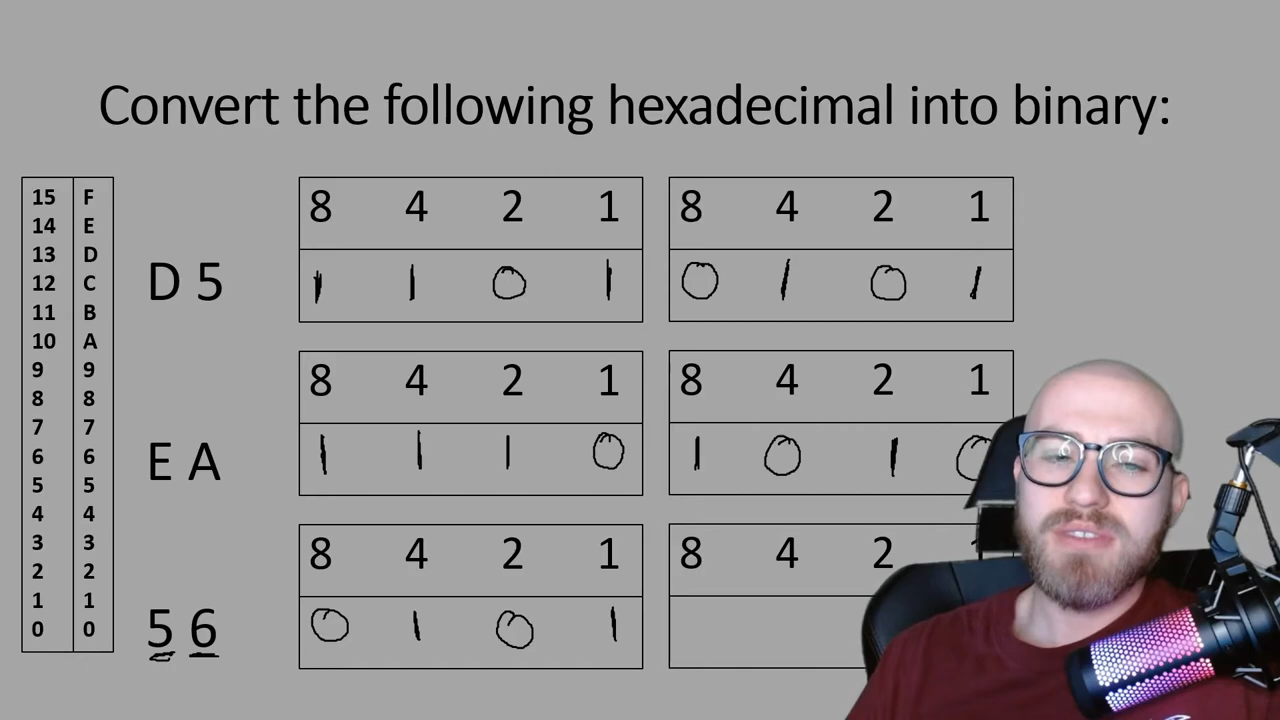 Convert the following hexadecimal into binary:
15 F
14 E
13 D
12 C
11 B
10 A
9 9
8 8
7 7
6 6
5 5
4 4
3 3
2 2
1 1
0 0
D 5
8 4 2 1
1 1 0 1
8 4 2 1
0 1 0 1
E A
8 4 2 1
1 1 1 0
8 4 2 1
1 0 1 0
5 6
8 4 2 1
0 1 0 1
8 4 2